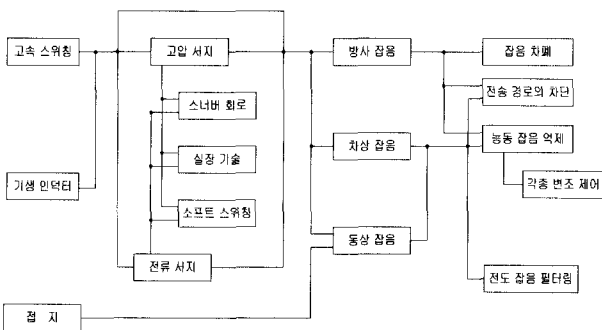 고속 스위칭
고압 서지
방사 잡음
잡음 차폐
전송 경로의 차단
스너버 회로
능동 잡음 억제
실장 기술
차상 잡음
기생 인덕터
각종 변조 제어
소프트 스위칭
동상 잡음
전류 서지
전도 잡음 필터링
접 지